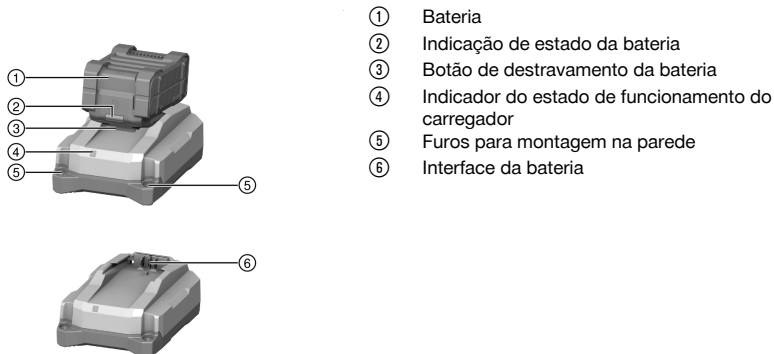 ① Bateria
② Indicação de estado da bateria
③ Botão de destravamento da bateria
④ Indicador do estado de funcionamento do
carregador
⑤ Furos para montagem na parede
⑥ Interface da bateria
①
②
③
④
⑤
⑤
⑥